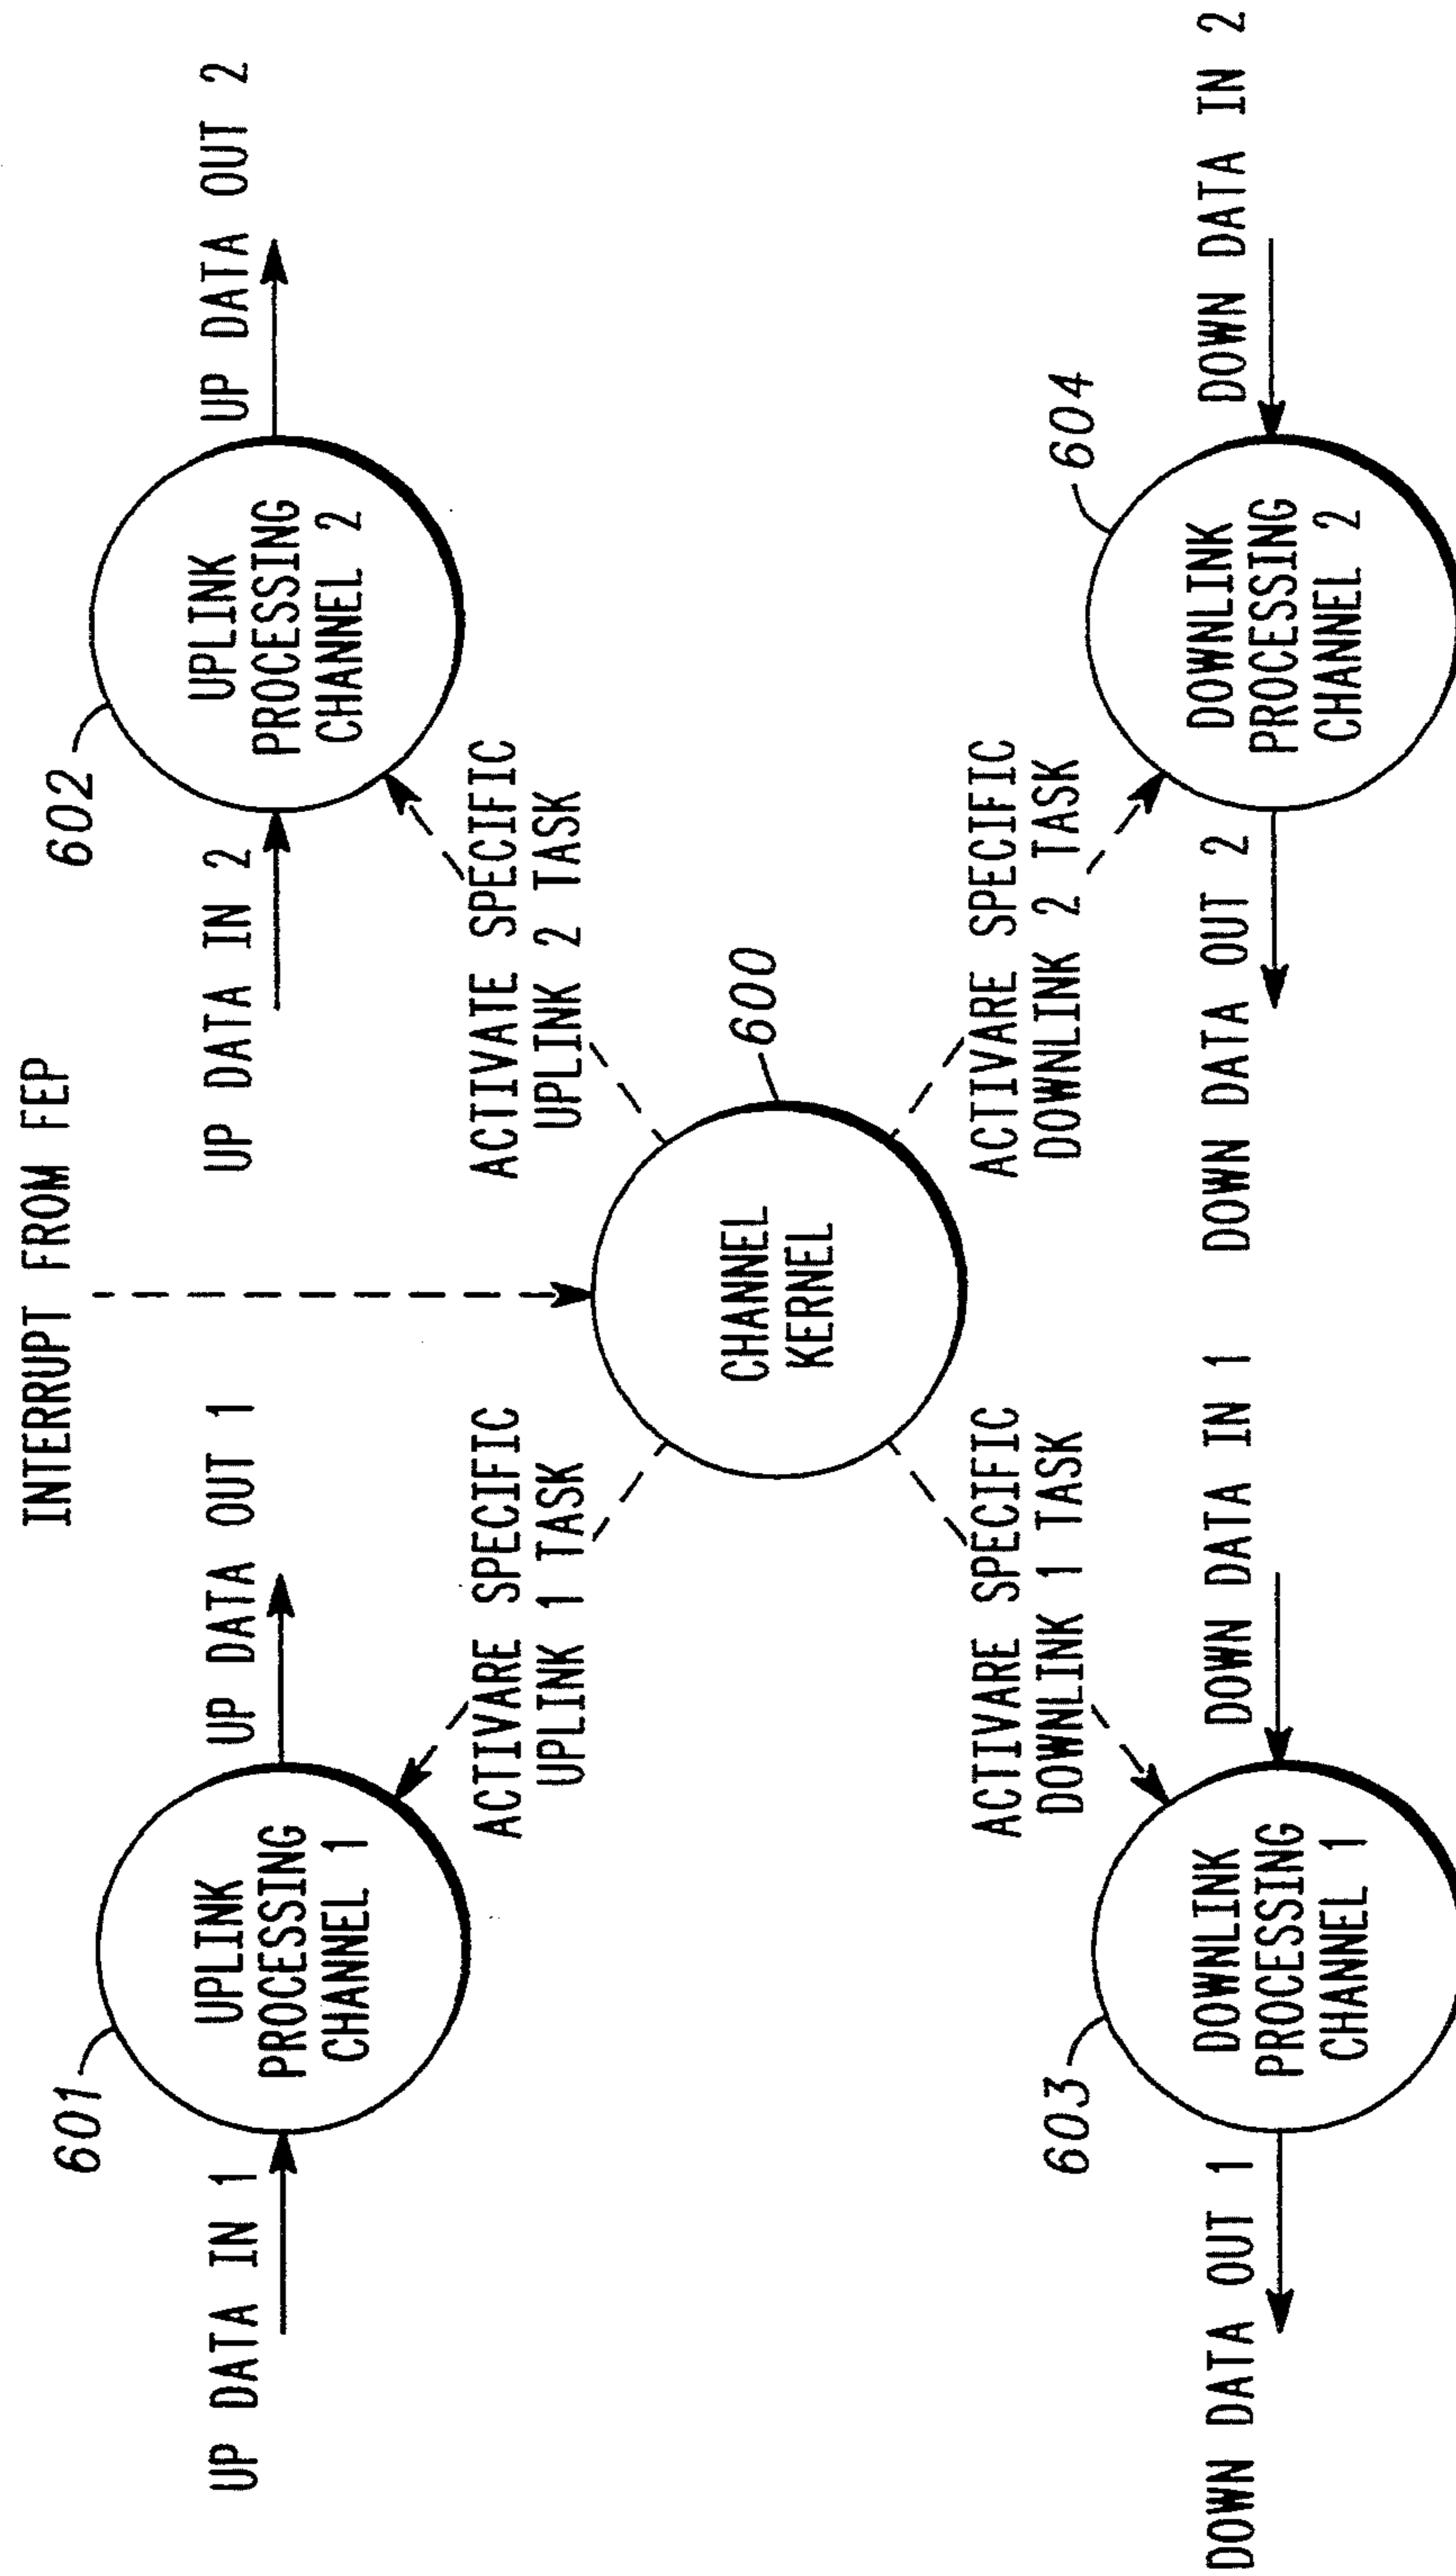 INTERRUPT FROM FEP
601
UP DATA IN 1
UPLINK
PROCESSING
CHANNEL 1
UP DATA OUT 1
602
UP DATA IN 2
UPLINK
PROCESSING
CHANNEL 2
UP DATA OUT 2
ACTIVARE SPECIFIC
UPLINK 1 TASK
ACTIVATE SPECIFIC
UPLINK 2 TASK
CHANNEL
KERNEL
600
ACTIVARE SPECIFIC
DOWNLINK 1 TASK
ACTIVARE SPECIFIC
DOWNLINK 2 TASK
603
DOWN DATA OUT 1
DOWNLINK
PROCESSING
CHANNEL 1
DOWN DATA IN 1
604
DOWN DATA OUT 2
DOWNLINK
PROCESSING
CHANNEL 2
DOWN DATA IN 2